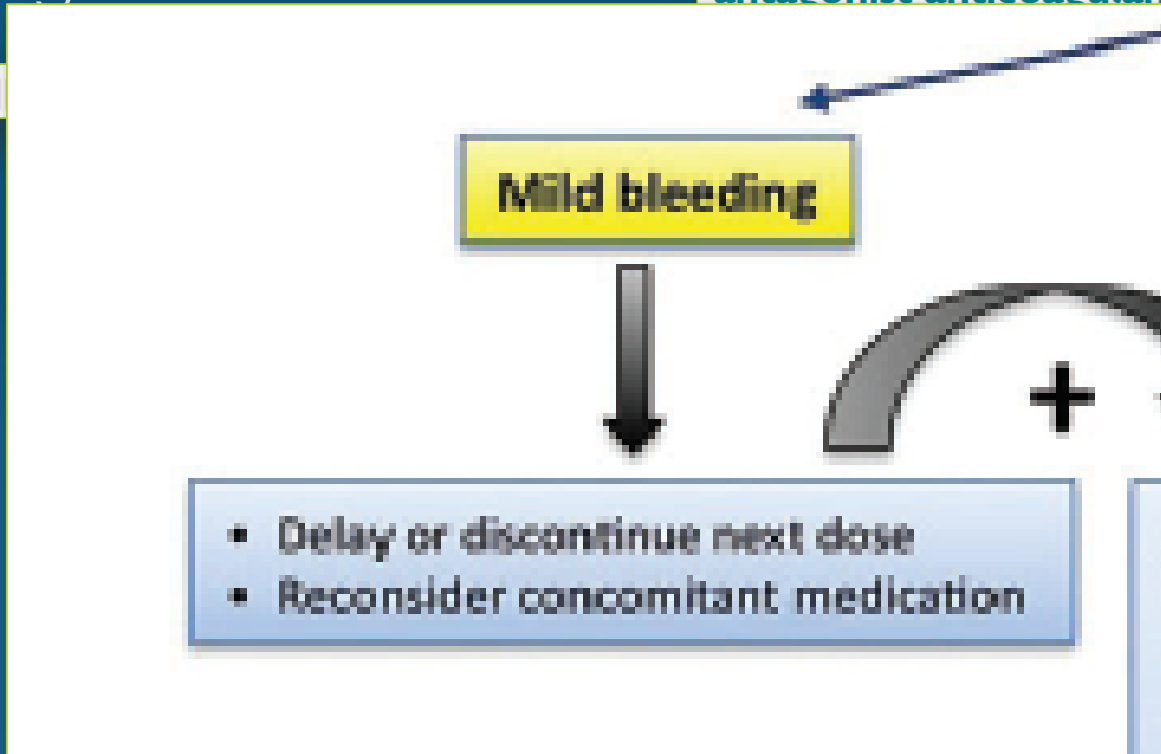 Mild bleeding
+
• Delay or discontinue next dose
• Reconsider concomitant medication